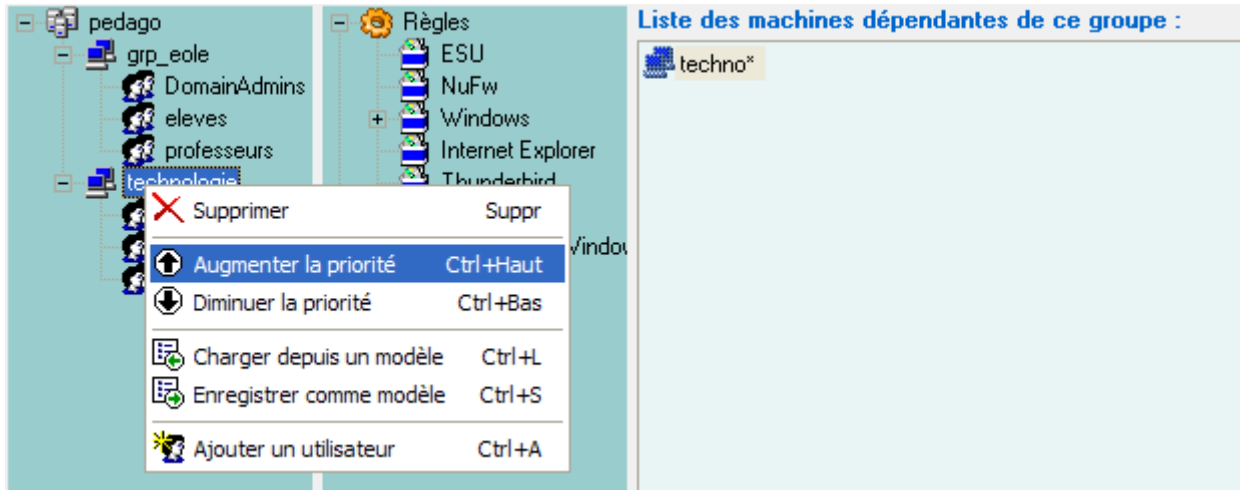 pedago
grp_eole
DomainAdmins
eleves
professeurs
technologie
Règles
ESU
NuFw
Windows
Internet Explorer
Thunderbird
Liste des machines dépendantes de ce groupe :
techno*
Supprimer Suppr
Augmenter la priorité Ctrl+Haut
Diminuer la priorité Ctrl+Bas
Charger depuis un modèle Ctrl+L
Enregistrer comme modèle Ctrl+S
Ajouter un utilisateur Ctrl+A